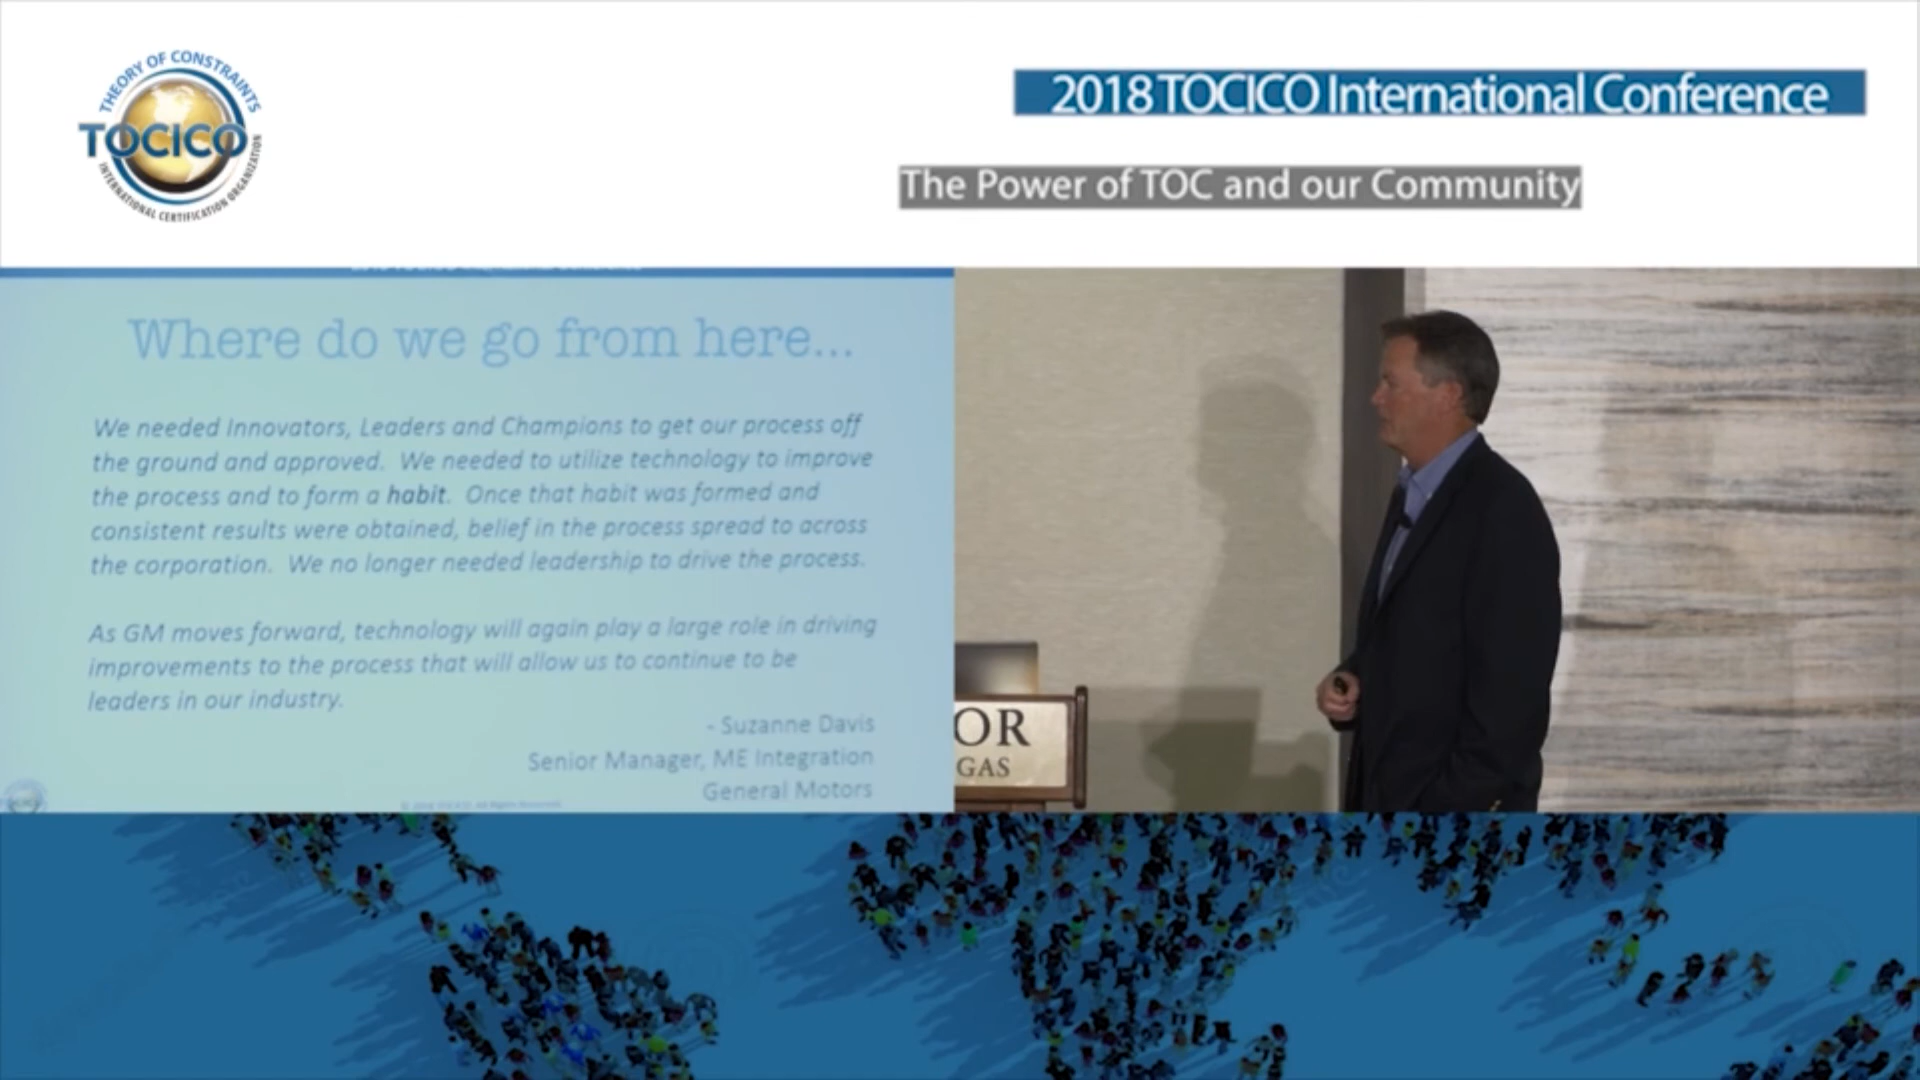 THEORY OF CONSTRAINTS
TOCICO
INTERNATIONAL CERTIFICATION ORGANIZATION
2018 TOCICO International Conference
The Power of TOC and our Community
Where do we go from here...
We needed Innovators, Leaders and Champions to get our process off
the ground and approved. We needed to utilize technology to improve
the process and to form a habit. Once that habit was formed and
consistent results were obtained, belief in the process spread to across
the corporation. We no longer needed leadership to drive the process.
As GM moves forward, technology will again play a large role in driving
improvements to the process that will allow us to continue to be
leaders in our industry.
- Suzanne Davis
Senior Manager, ME Integration
General Motors
OR
GAS